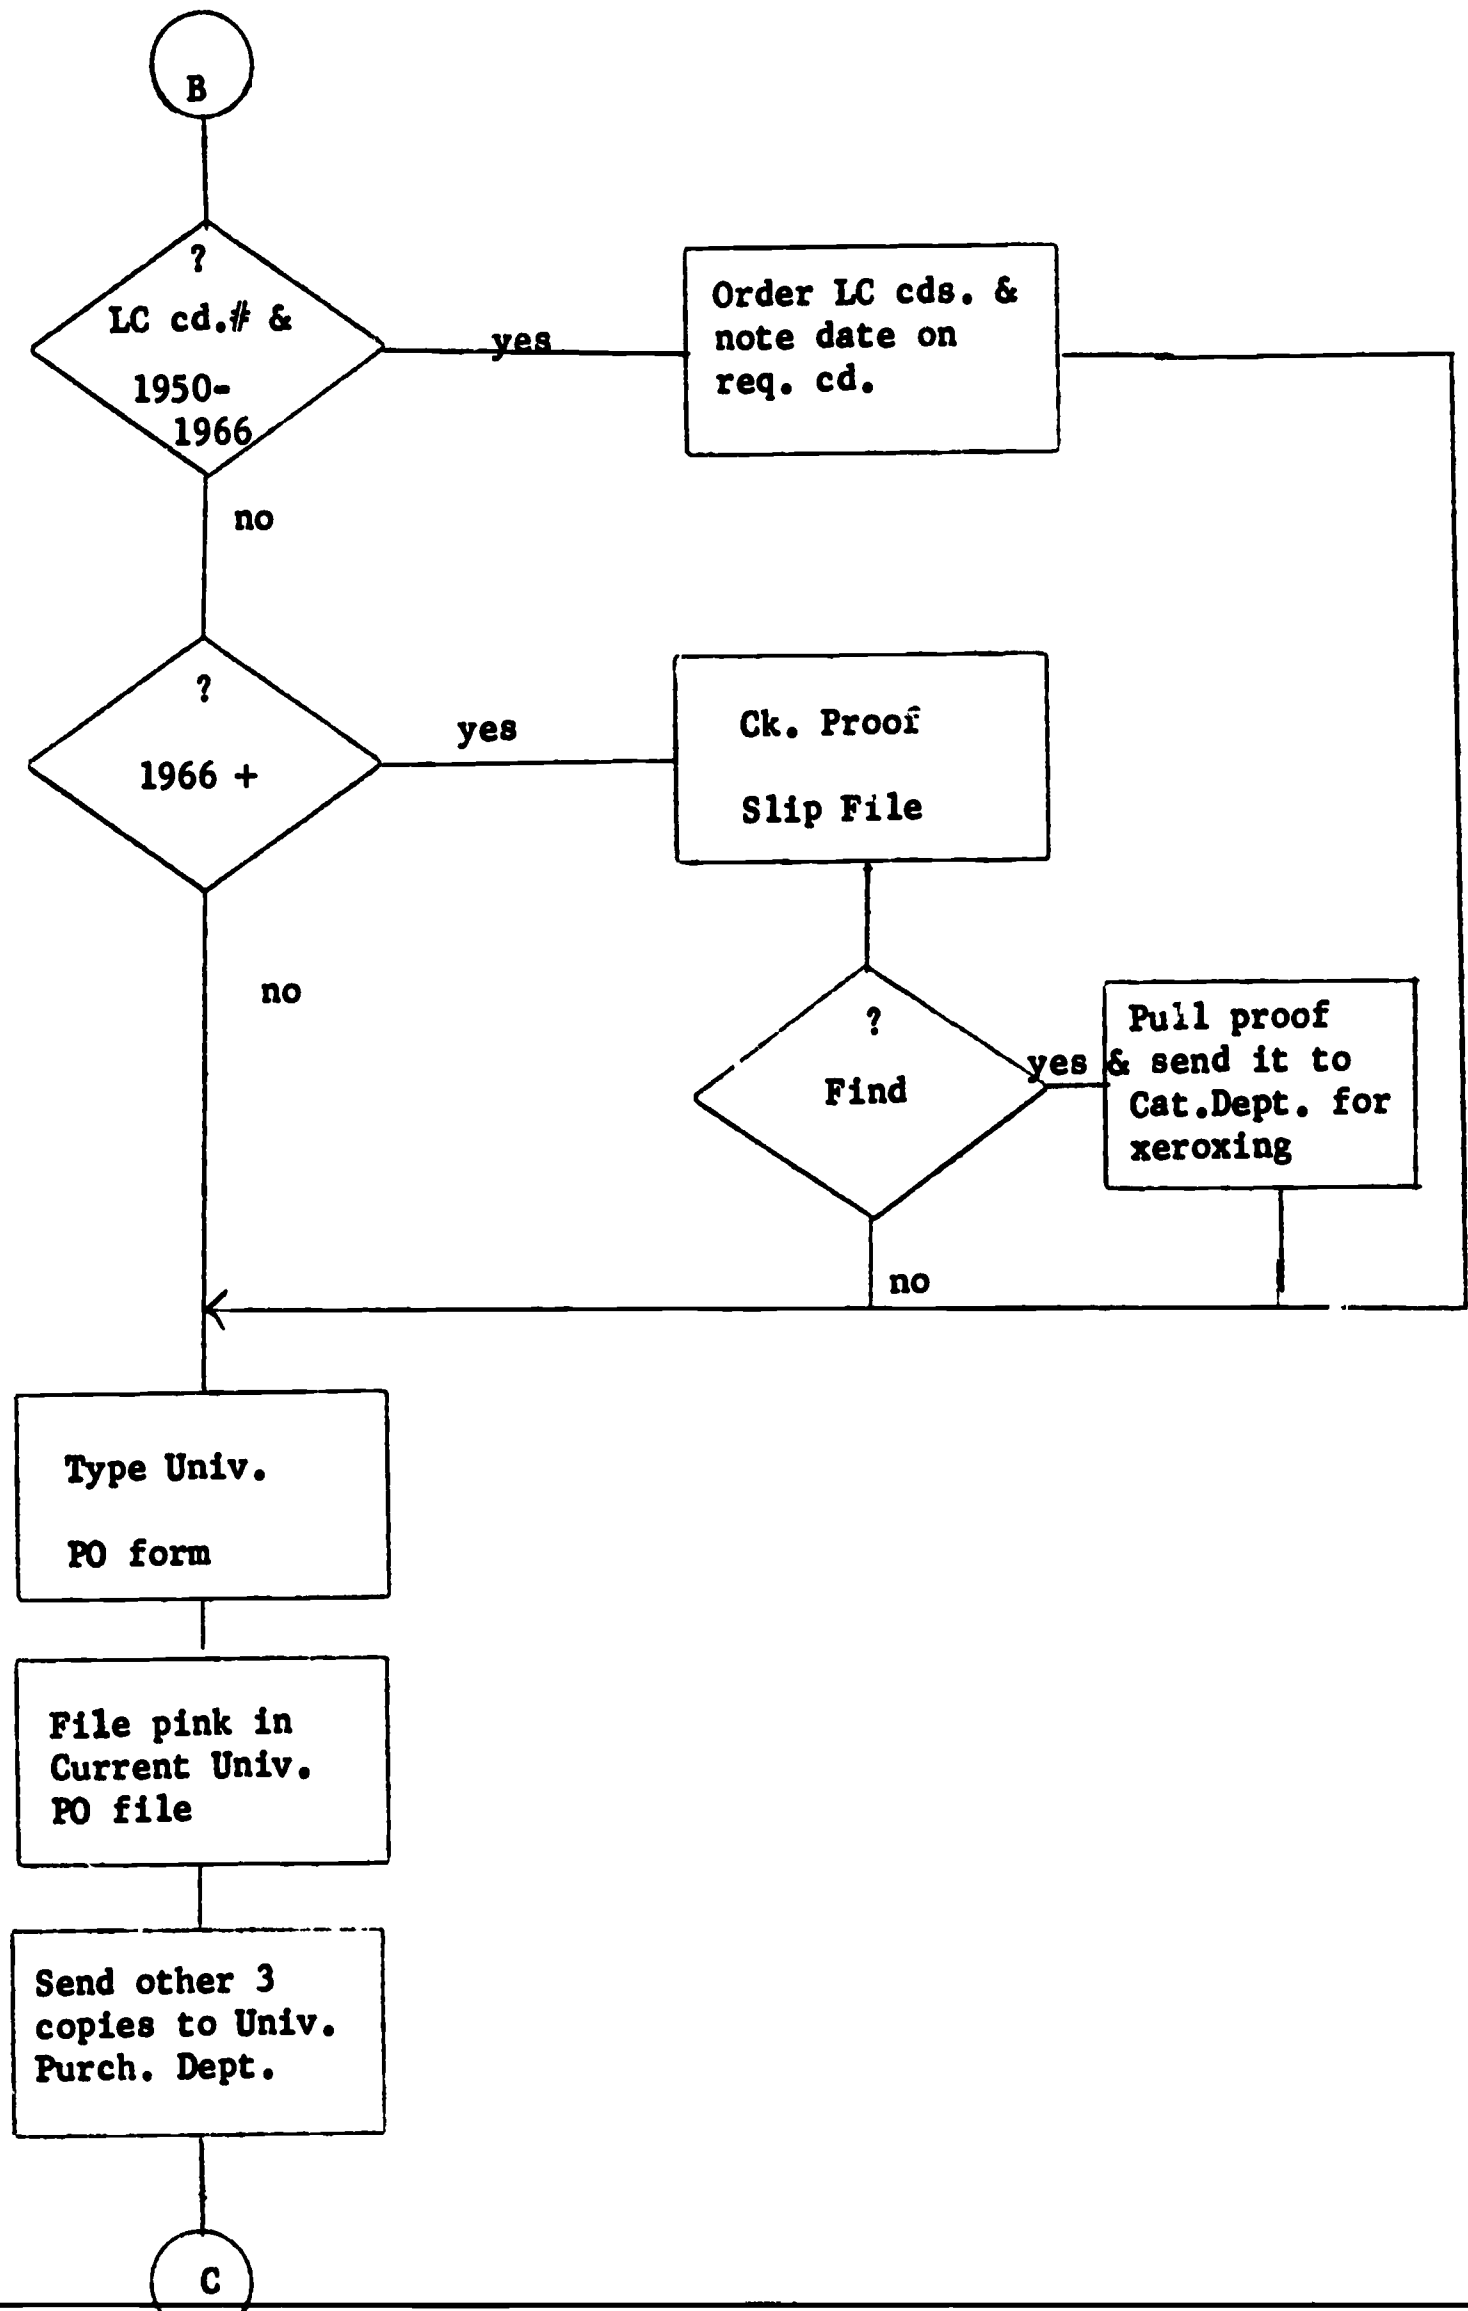 B
?
LC cd.# &
1950-
1966
yes
Order LC cds. &
note date on
req. cd.
no
?
1966 +
yes
Ck. Proof
Slip File
no
?
Find
yes
Pull proof
& send it to
Cat.Dept. for
xeroxing
no
Type Univ.
PO form
File pink in
Current Univ.
PO file
Send other 3
copies to Univ.
Purch. Dept.
C